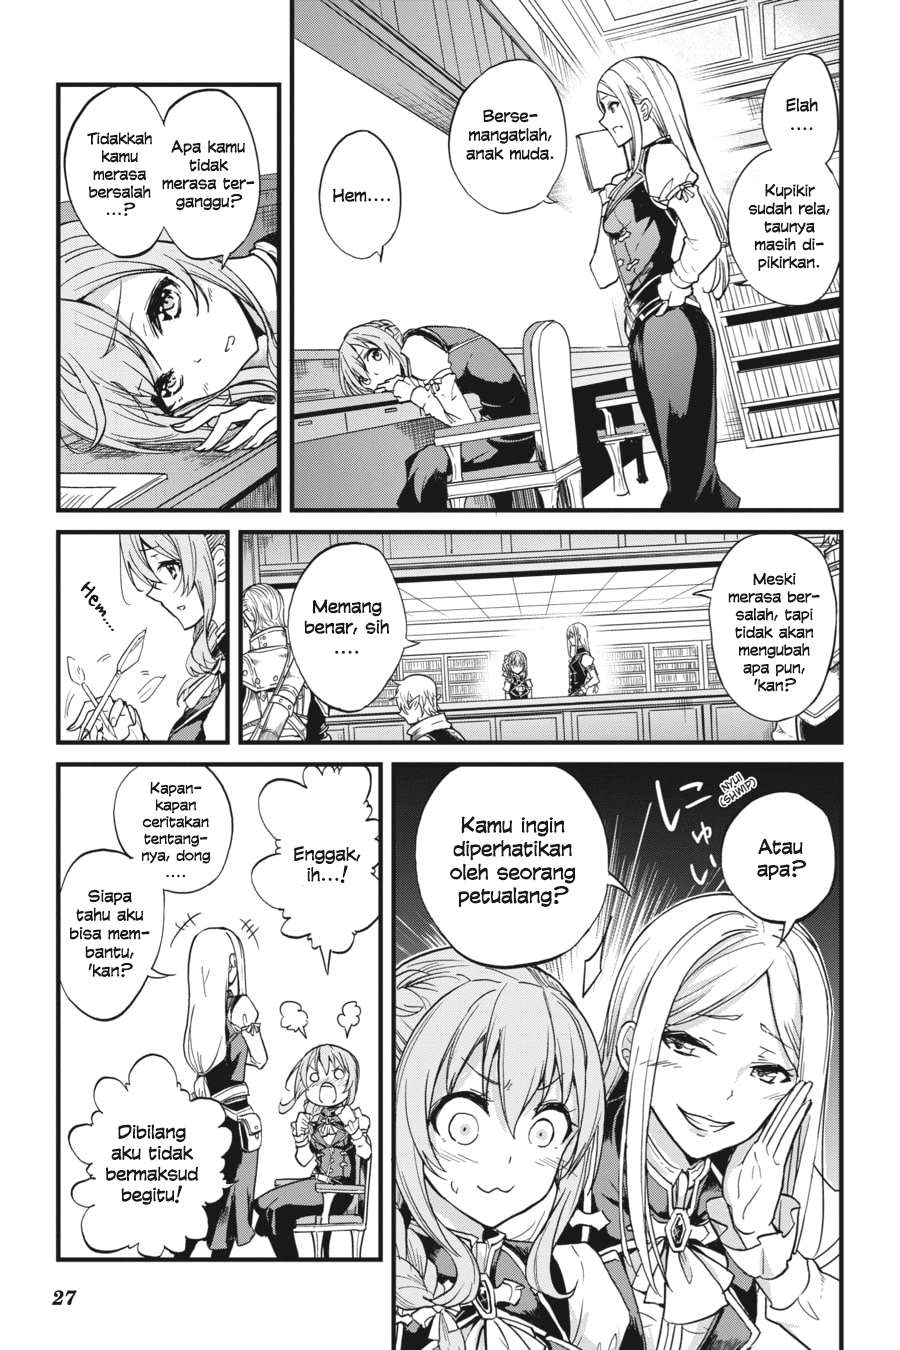 Elah
....
Kupikir
sudah rela,
taunya
masih di-
pikirkan.
Berse-
mangatlah,
anak muda.
Hem....
Apa kamu
tidak
merasa ter-
ganggu?
Tidakkah
kamu
merasa
bersalah
...?
Meski
merasa ber-
salah, tapi
tidak akan
mengubah
apa pun,
'kan?
Memang
benar, sih
....
Hem....
Atau
apa?
にゅい
NYUI
(SHWIP)
Kamu ingin
diperhatikan
oleh seorang
petualang?
Enggak,
ih...!
Kapan-
kapan
ceritakan
tentang-
nya, dong
....
Siapa
tahu aku
bisa mem-
bantu,
'kan?
Dibilang
aku tidak
bermaksud
begitu!
27